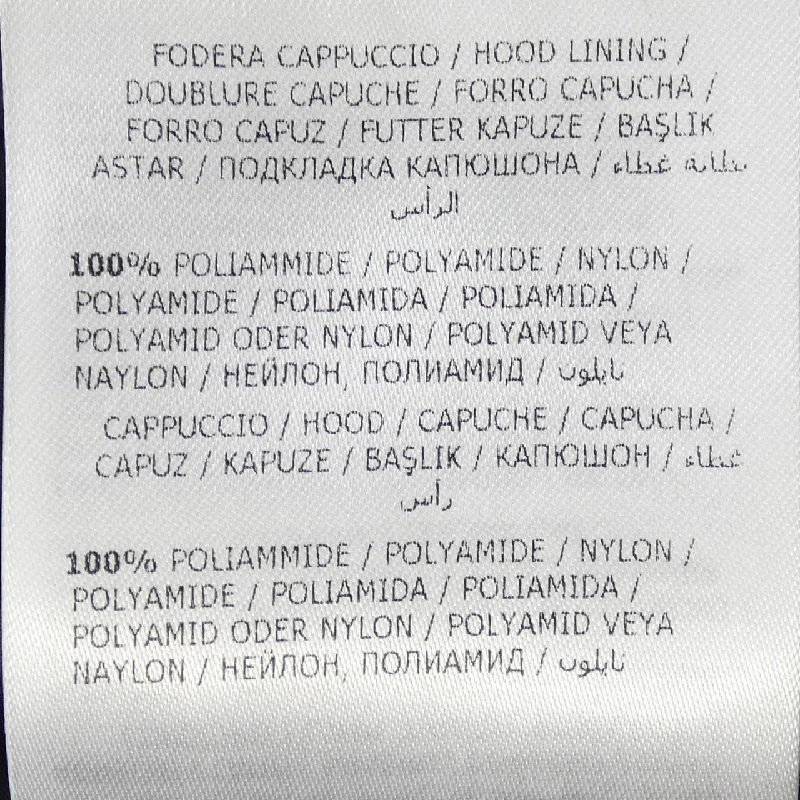 FODERA CAPPUCCIO / HOOD LINING /
DOUBLURE CAPUCHE / FORRO CAPUCHA /
FORRO CAPUZ / FUTTER KAPUZE / BAŞLIK
ASTAR / ПОДКЛАДКА КАПЮШОНА / بطانة غطاء
الرأس
100% POLIAMMIDE / POLYAMIDE / NYLON /
POLYAMIDE / POLIAMIDA / POLIAMIDA /
POLYAMID ODER NYLON / POLYAMID VEYA
NAYLON / НЕЙЛОН, ПОЛИАМИД / نايلون
CAPPUCCIO / HOOD / CAPUCHE / CAPUCHA /
CAPUZ / KAPUZE / BAŞLIK / КАПЮШОН / غطاء
رأس
100% POLIAMMIDE / POLYAMIDE / NYLON /
POLYAMIDE / POLIAMIDA / POLIAMIDA /
POLYAMID ODER NYLON / POLYAMID VEYA
NAYLON / НЕЙЛОН, ПОЛИАМИД / نايلون